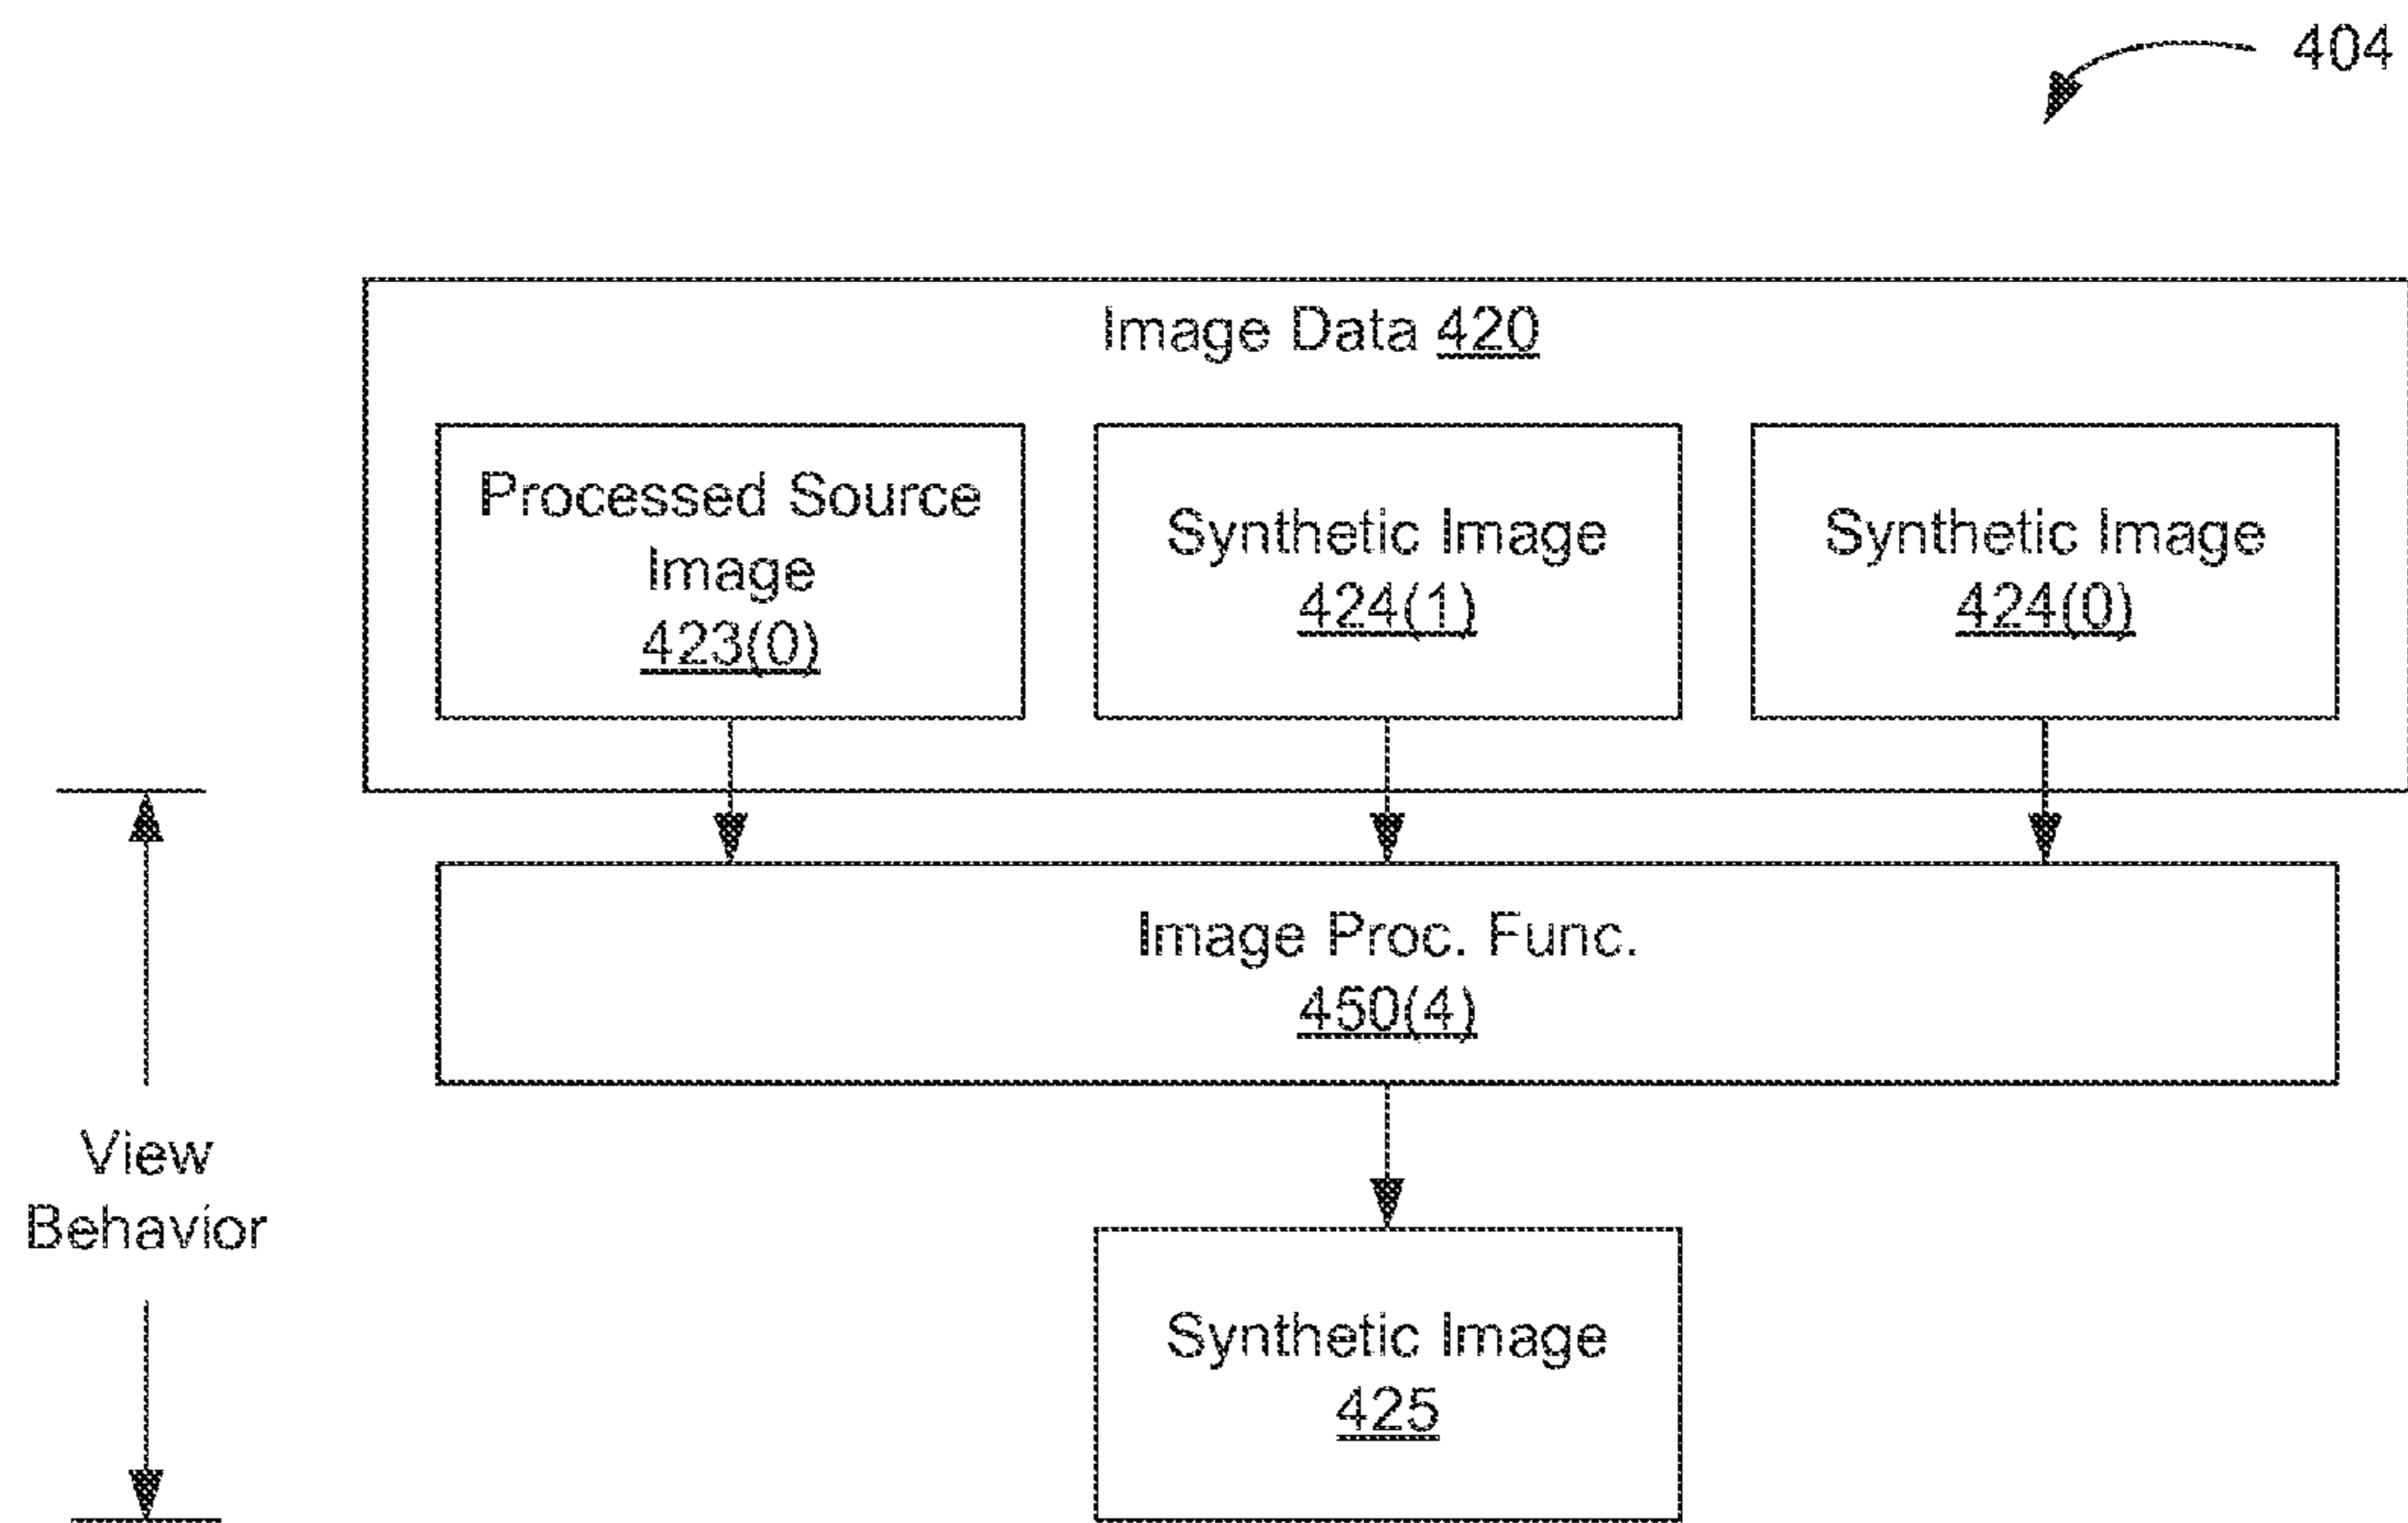 404
Image Data 420
Processed Source
Image
423(0)
Synthetic Image
424(1)
Synthetic Image
424(0)
Image Proc. Func.
450(4)
View
Behavior
Synthetic Image
425